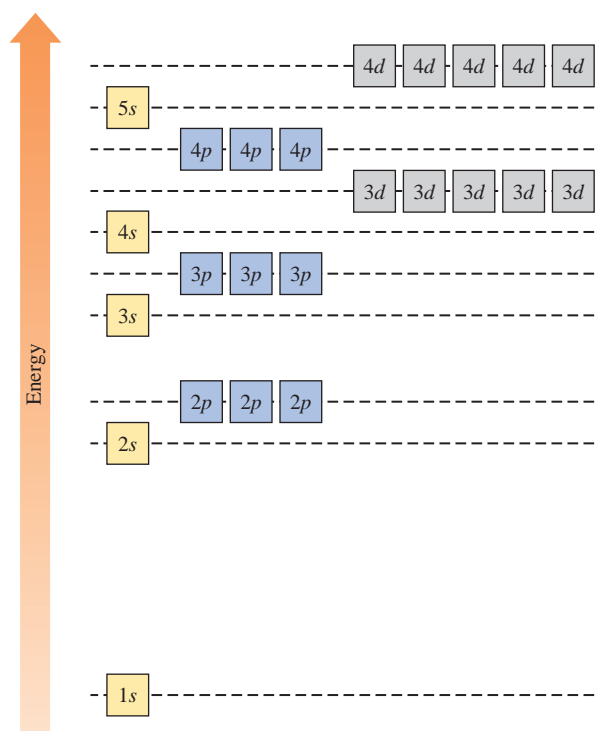 4d 4d 4d 4d 4d
5s
4p 4p 4p
3d 3d 3d 3d 3d
4s
3p 3p 3p
3s
Energy
2p 2p 2p
2s
1s